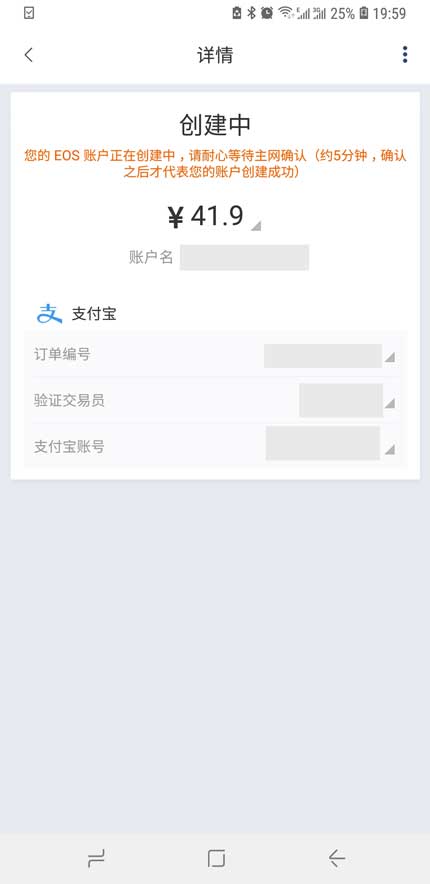 25% 19:59
详情
创建中
您的 EOS 账户正在创建中，请耐心等待主网确认（约5分钟，确认
之后才代表您的账户创建成功）
¥ 41.9
账户名
支付宝
订单编号
验证交易员
支付宝账号